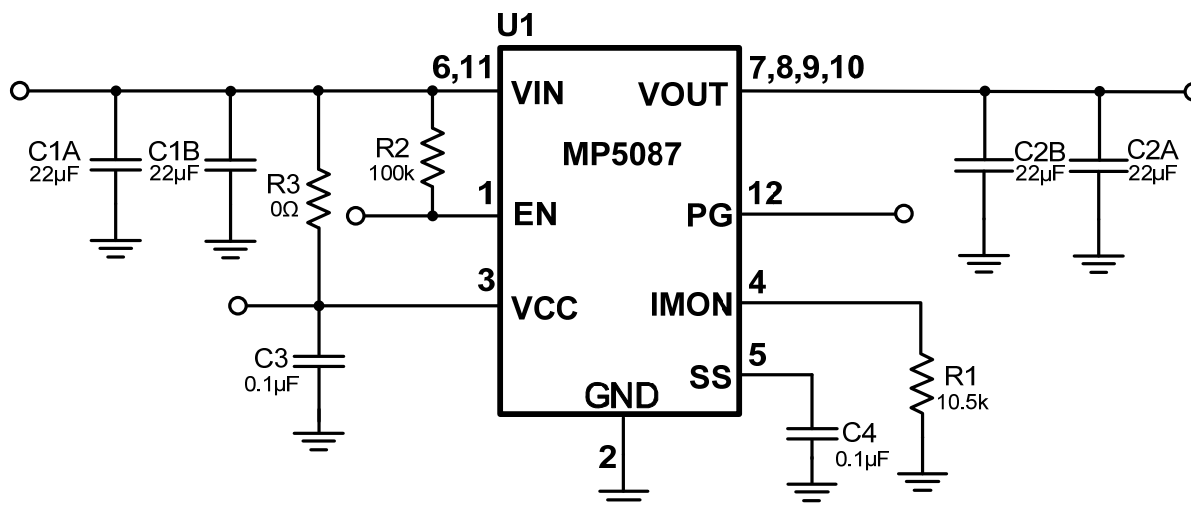 U1
6,11
VIN
VOUT
7,8,9,10
MP5087
C1A
22µF
C1B
22µF
R3
0Ω
R2
100k
1
EN
PG
12
C2B
22µF
C2A
22µF
3
VCC
IMON
4
C3
0.1µF
SS
5
GND
2
C4
0.1µF
R1
10.5k